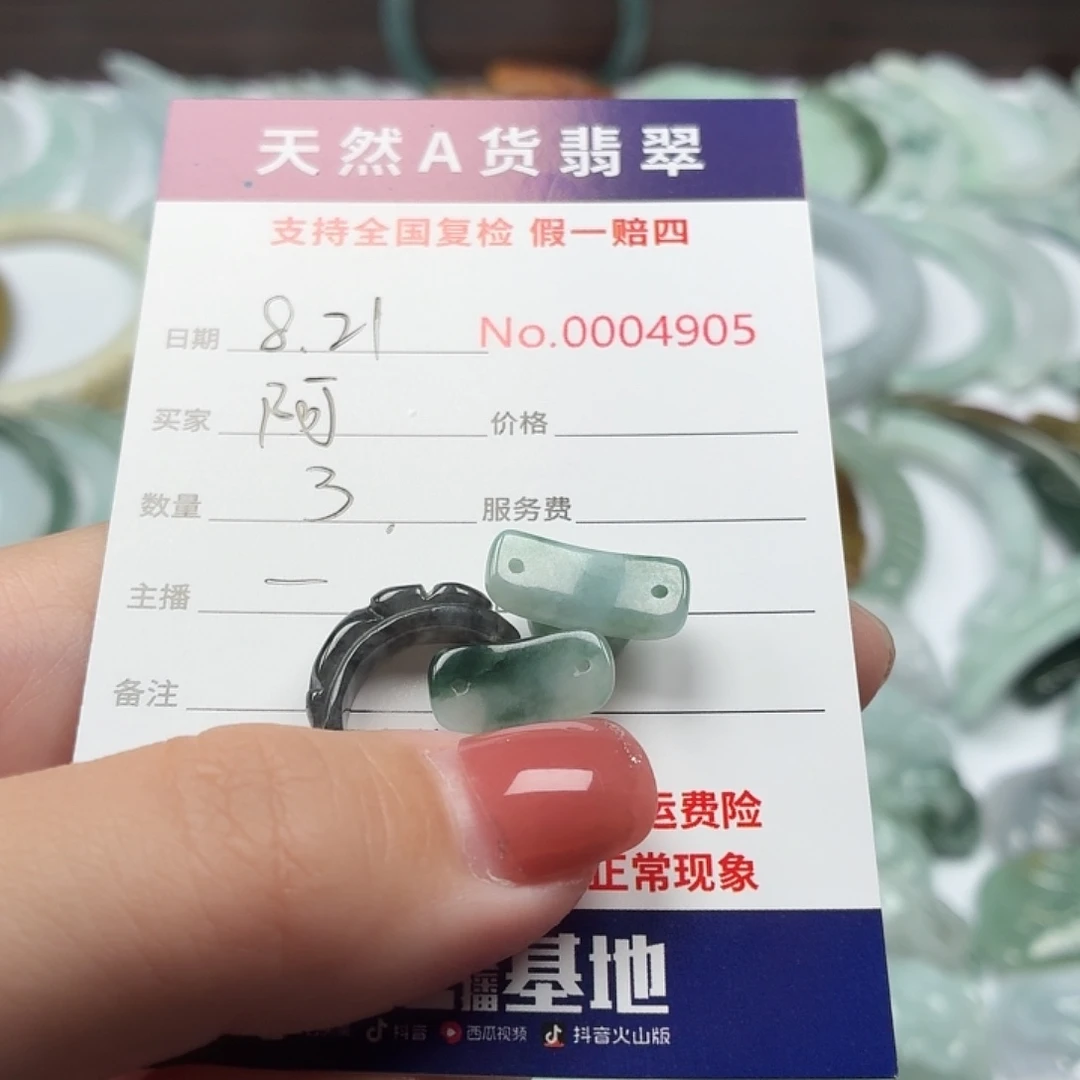 天然A货翡翠
支持全国复检 假一赔四
日期 8.21 No.0004905
买家 阿 价格
数量 3 服务费
主播 一
备注
运费险
正常现象
播基地
抖音 西瓜视频 抖音火山版